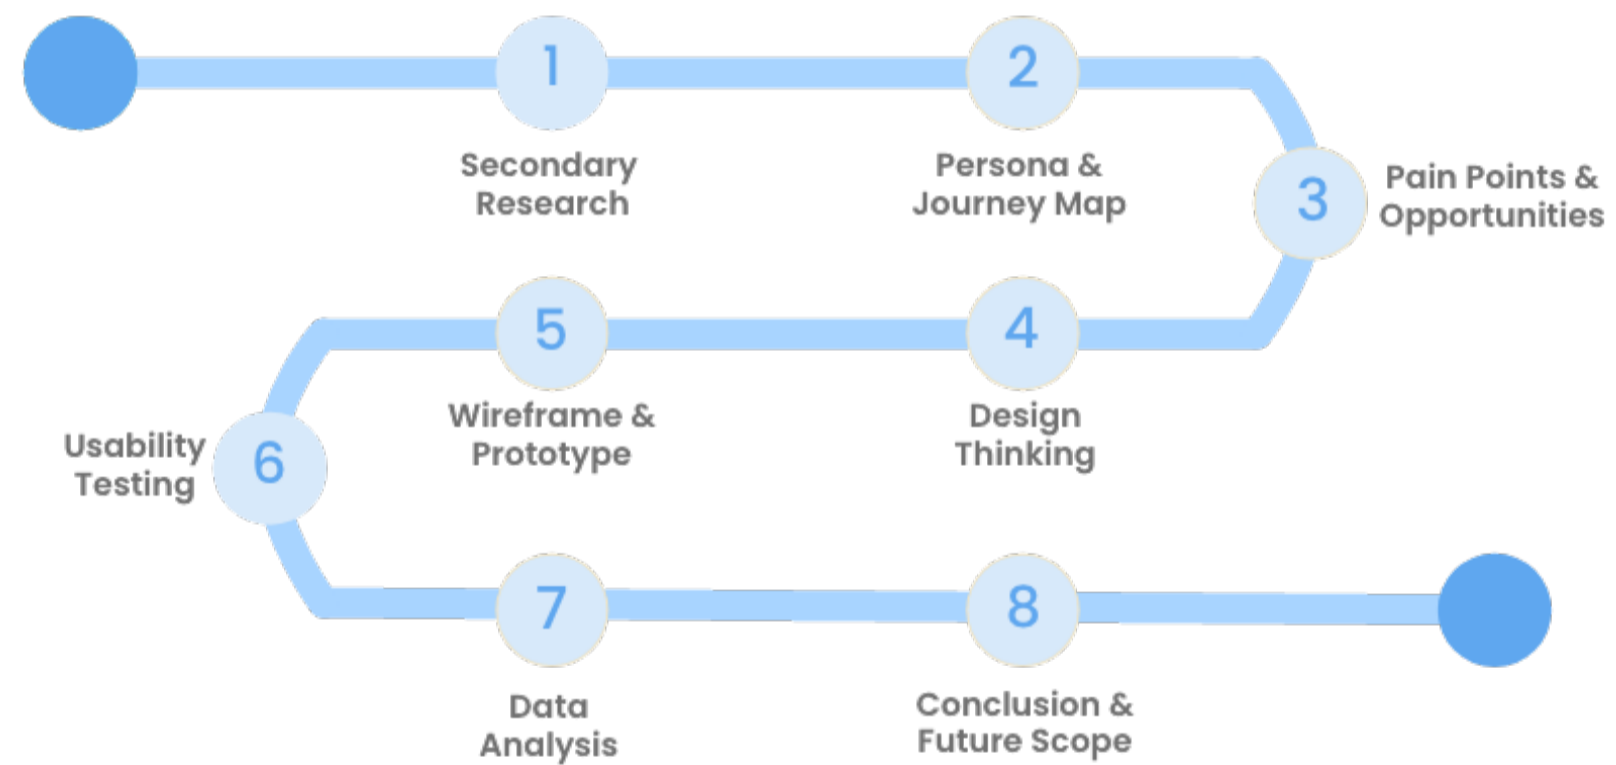 1
Secondary
Research
2
Persona &
Journey Map
3
Pain Points &
Opportunities
4
Design
Thinking
5
Wireframe &
Prototype
6
Usability
Testing
7
Data
Analysis
8
Conclusion &
Future Scope